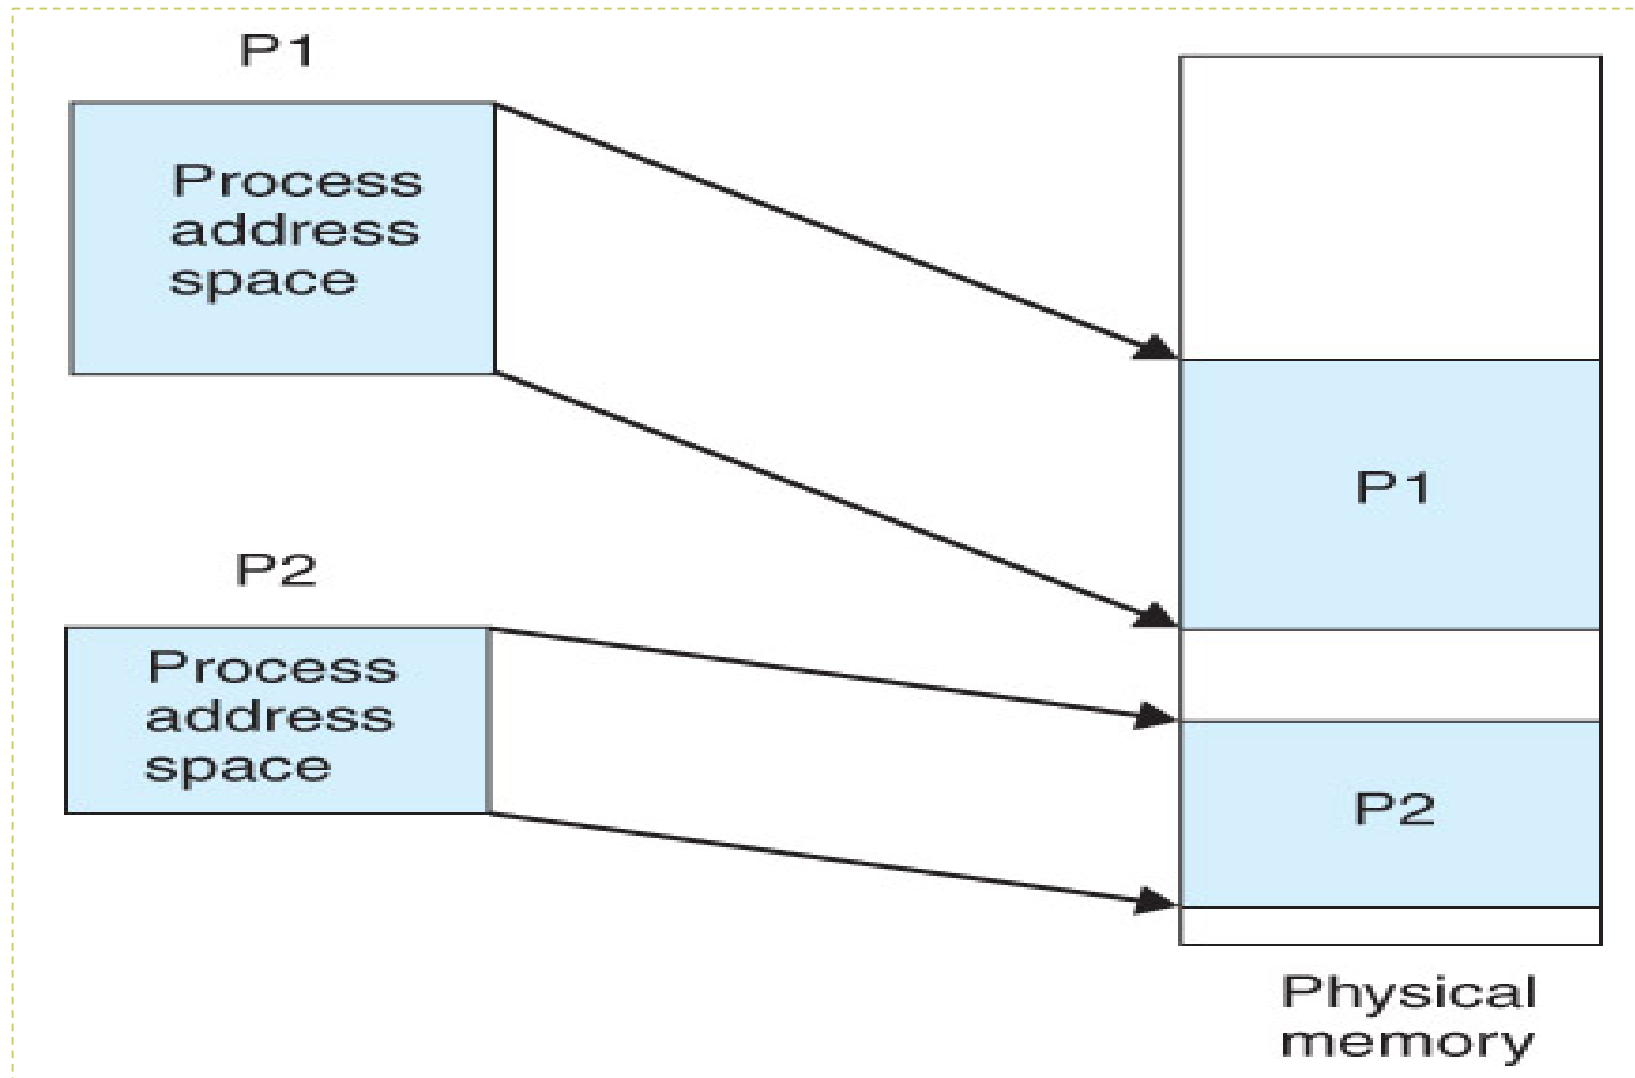 P1
Process
address
space
P1
P2
Process
address
space
P2
Physical
memory